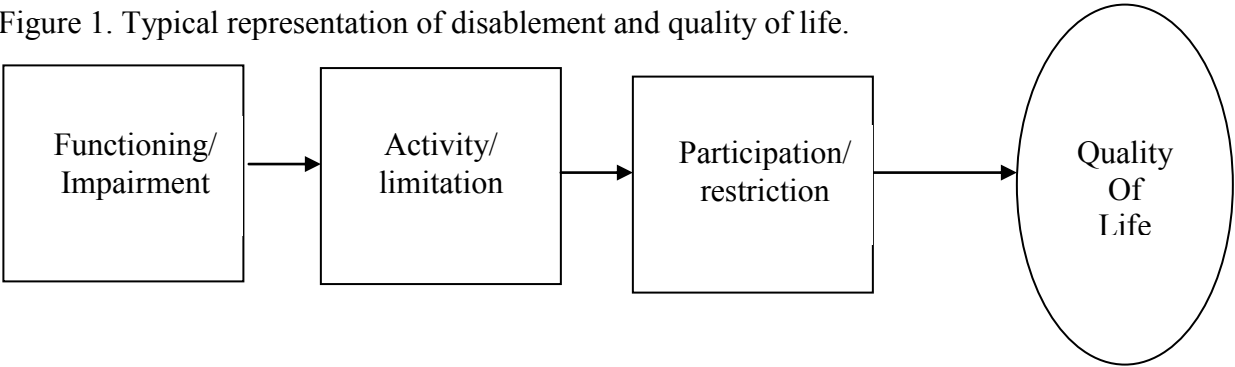 Figure 1. Typical representation of disablement and quality of life.
Functioning/
Impairment
Activity/
limitation
Participation/
restriction
Quality
Of
Life